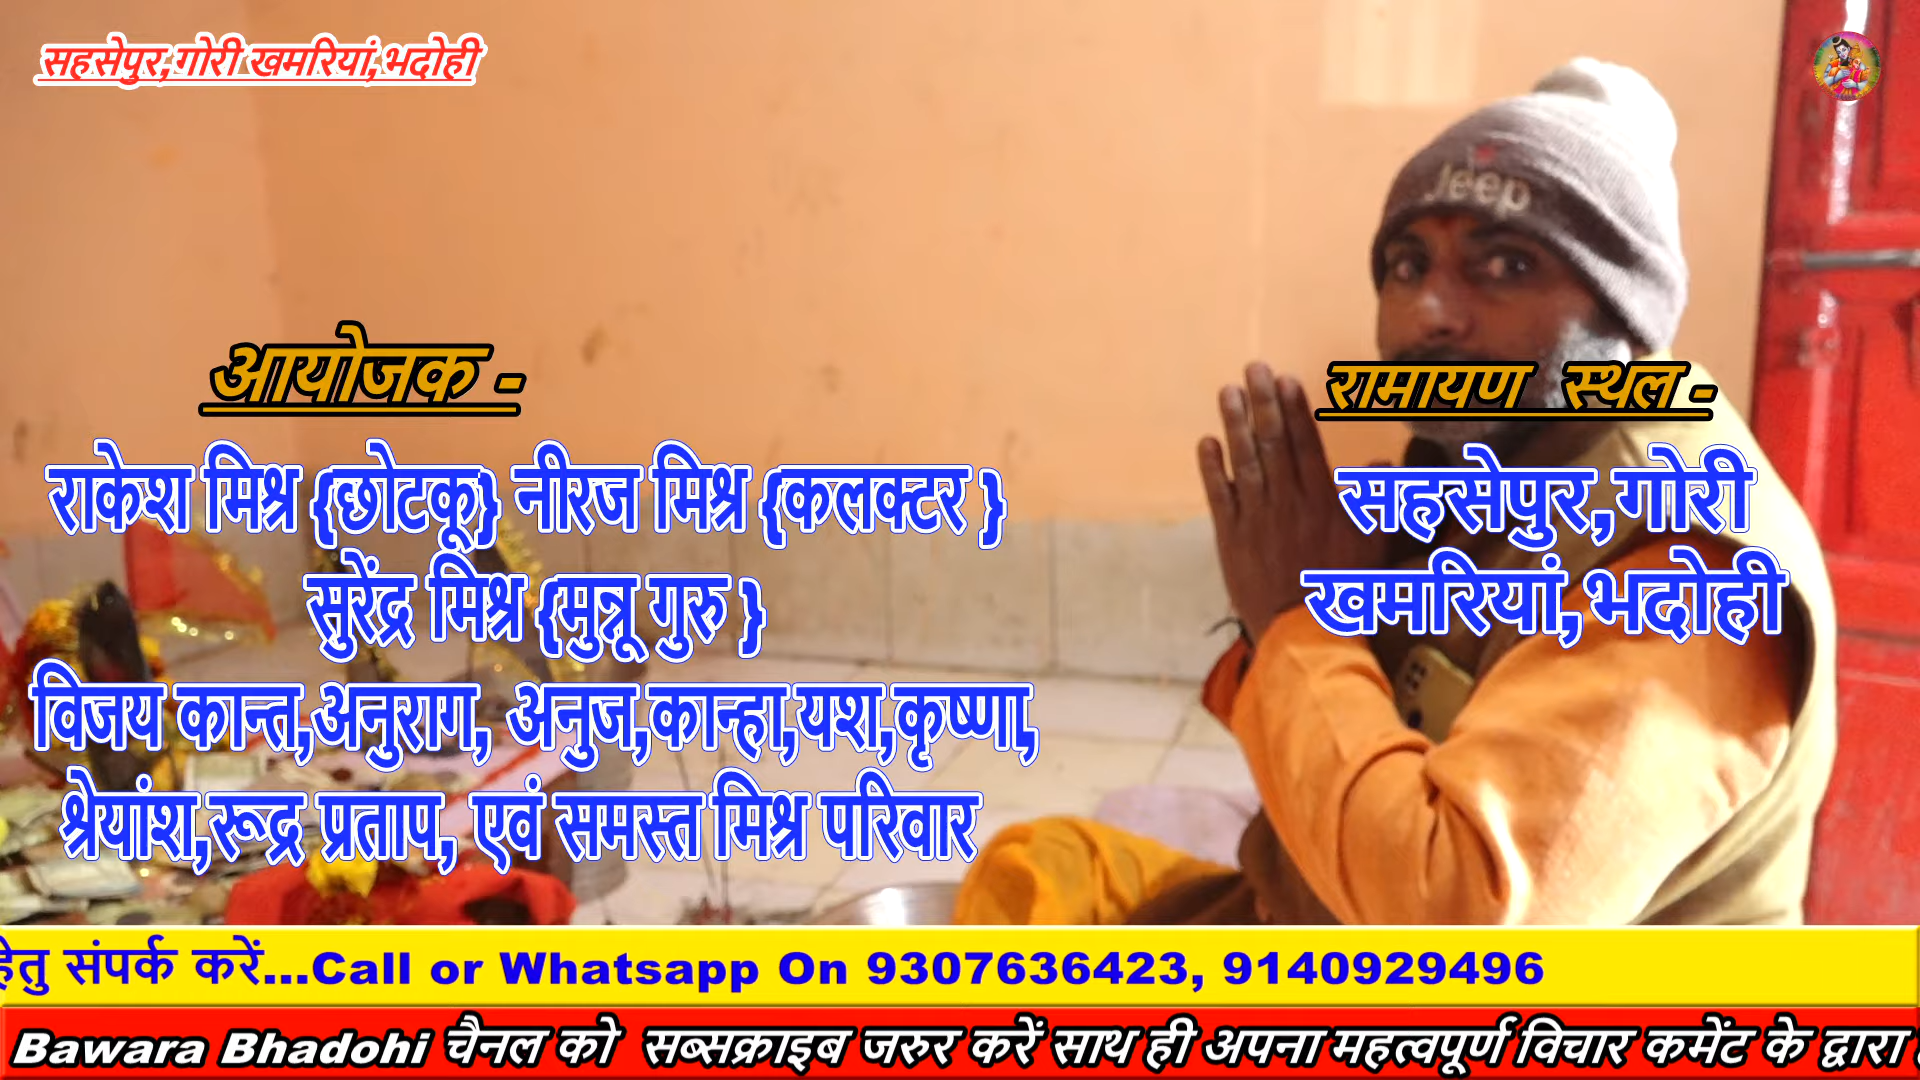 सहसेपुर,गोरी खमरियां,भदोही
Jeep
आयोजक -
राकेश मिश्र {छोटकू} नीरज मिश्र {कलक्टर }
सुरेंद्र मिश्र {मुन्नू गुरु }
विजय कान्त,अनुराग, अनुज,कान्हा,यश,कृष्णा,
श्रेयांश,रूद्र प्रताप, एवं समस्त मिश्र परिवार
रामायण स्थल -
सहसेपुर,गोरी
खमरियां,भदोही
हेतु संपर्क करें...Call or Whatsapp On 9307636423, 9140929496
Bawara Bhadohi चैनल को सब्सक्राइब जरुर करें साथ ही अपना महत्वपूर्ण विचार कमेंट के द्वारा